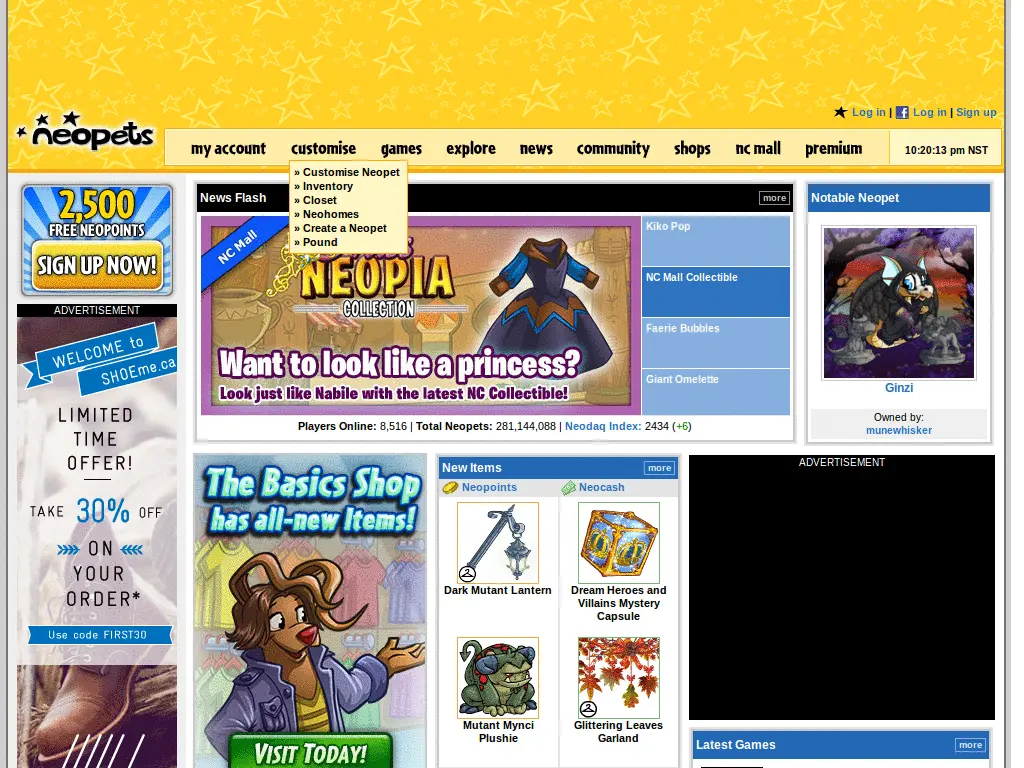 Log in | Log in | Sign up
neopets
my account customise games explore news community shops nc mall premium 10:20:13 pm NST
» Customise Neopet
» Inventory
» Closet
» Neohomes
» Create a Neopet
» Pound
2,500
FREE NEOPOINTS
SIGN UP NOW!
ADVERTISEMENT
WELCOME to
SHOEme.ca
LIMITED
TIME
OFFER!
TAKE 30% OFF
ON
YOUR
ORDER*
Use code FIRST30
News Flash more
NC Mall
NEOPIA
COLLECTION
Want to look like a princess?
Look just like Nabile with the latest NC Collectible!
Kiko Pop
NC Mall Collectible
Faerie Bubbles
Giant Omelette
Players Online: 8,516 | Total Neopets: 281,144,088 | Neodaq Index: 2434 (+6)
Notable Neopet
Ginzi
Owned by:
munewhisker
The Basics Shop
has all-new Items!
VISIT TODAY!
New Items more
Neopoints Neocash
Dark Mutant Lantern
Dream Heroes and
Villains Mystery
Capsule
Mutant Mynci
Plushie
Glittering Leaves
Garland
ADVERTISEMENT
Latest Games more